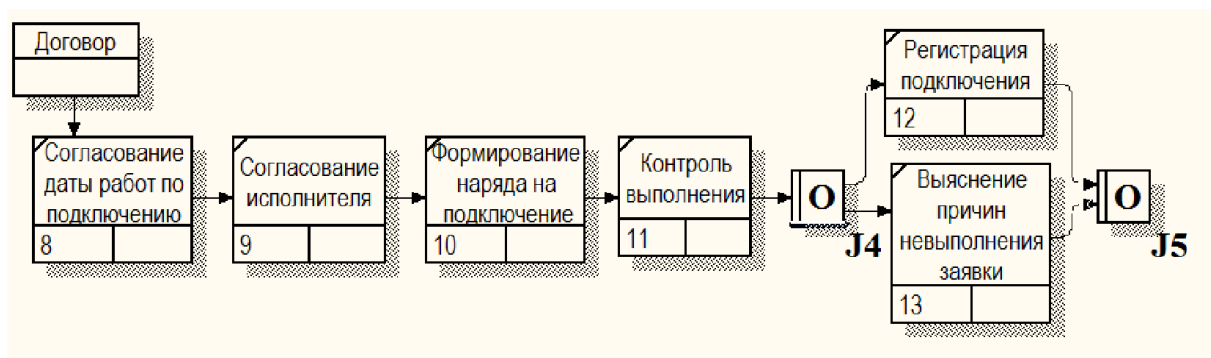 Договор
Согласование
даты работ по
подключению
8
Согласование
исполнителя
9
Формирование
наряда на
подключение
10
Контроль
выполнения
11
O
J4
Регистрация
подключения
12
Выяснение
причин
невыполнения
заявки
13
O
J5